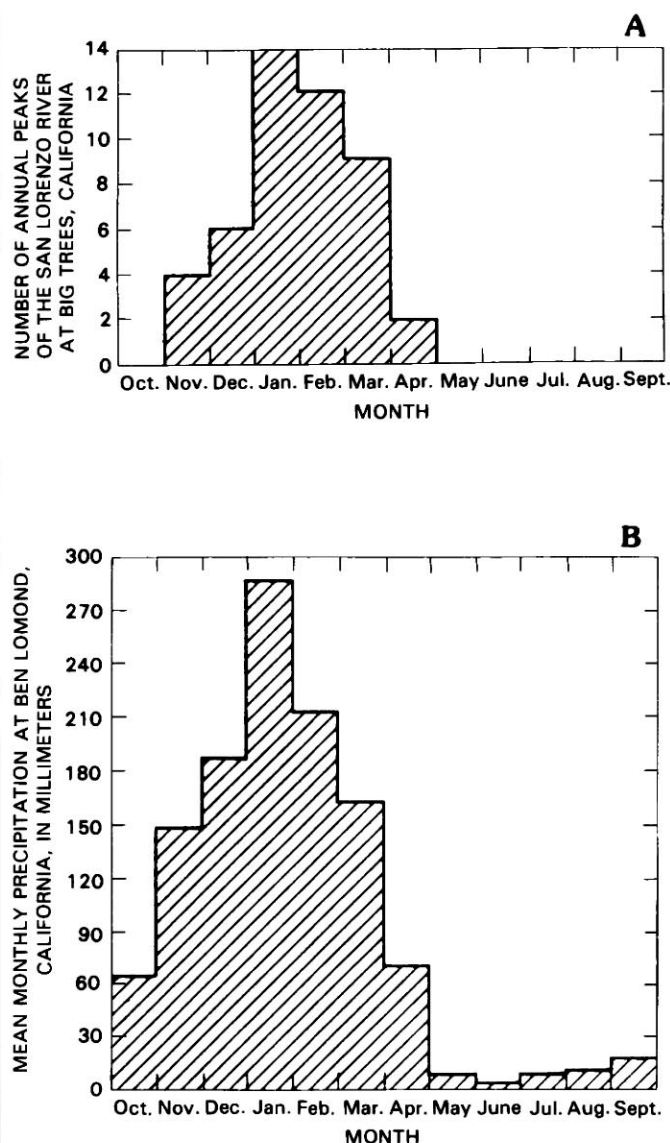 A
NUMBER OF ANNUAL PEAKS
OF THE SAN LORENZO RIVER
AT BIG TREES, CALIFORNIA
14
12
10
8
6
4
2
0
Oct. Nov. Dec. Jan. Feb. Mar. Apr. May June Jul. Aug. Sept.
MONTH
B
MEAN MONTHLY PRECIPITATION AT BEN LOMOND,
CALIFORNIA, IN MILLIMETERS
300
270
240
210
180
150
120
90
60
30
0
Oct. Nov. Dec. Jan. Feb. Mar. Apr. May June Jul. Aug. Sept.
MONTH